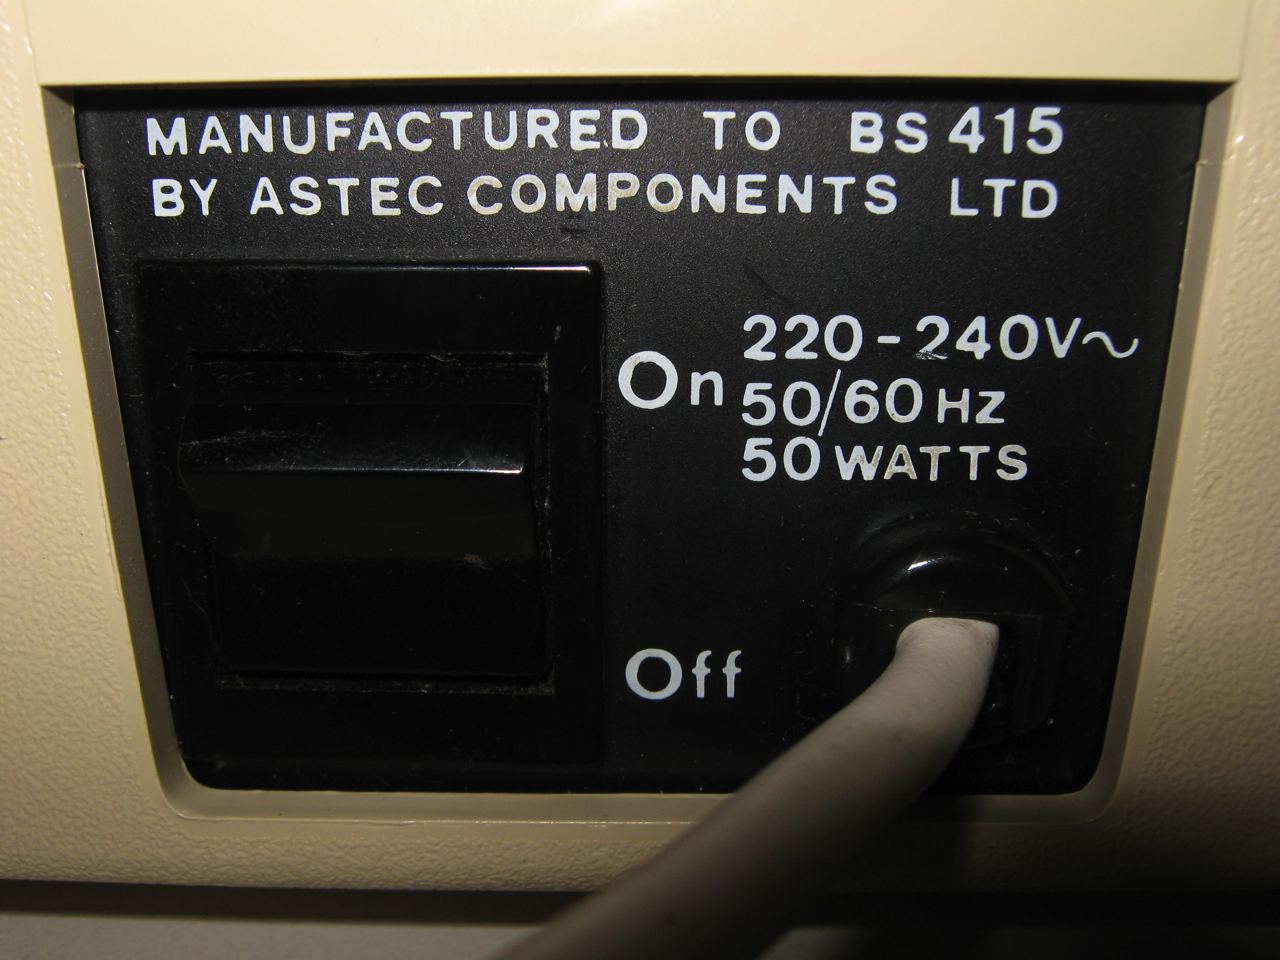 MANUFACTURED TO BS 415
BY ASTEC COMPONENTS LTD
220-240V~
On
50/60 HZ
50 WATTS
Off